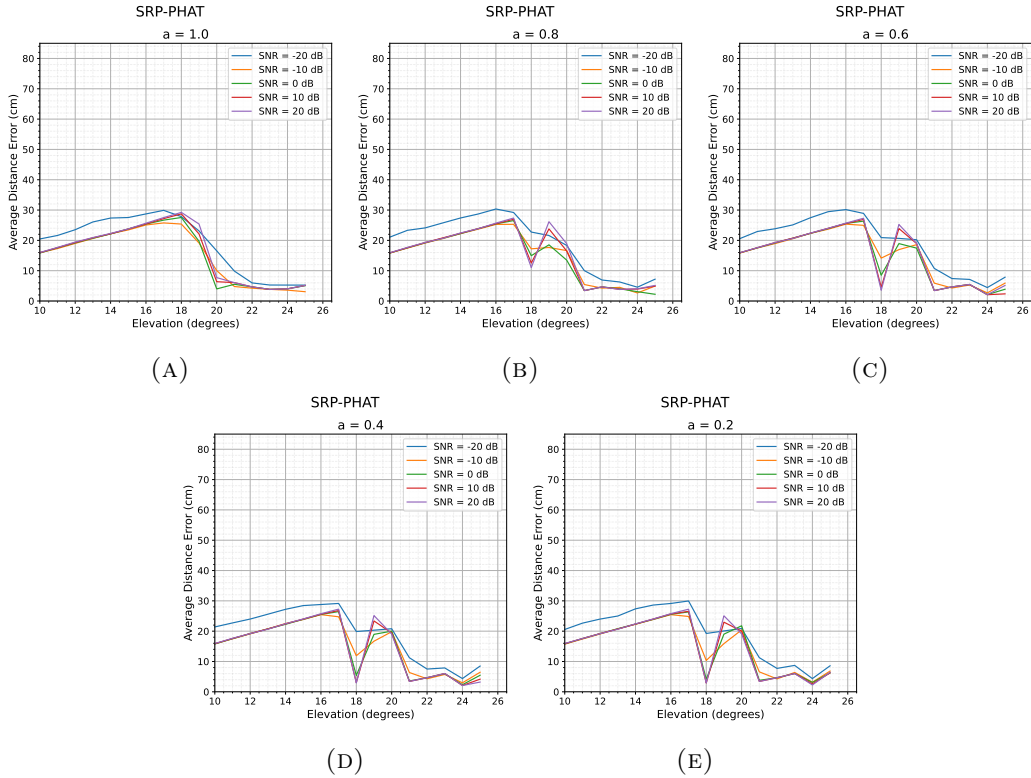 SRP-PHAT
a = 1.0
80
70
60
50
40
30
20
10
0
Average Distance Error (cm)
SNR = -20 dB
SNR = -10 dB
SNR = 0 dB
SNR = 10 dB
SNR = 20 dB
10 12 14 16 18 20 22 24 26
Elevation (degrees)
(A)
SRP-PHAT
a = 0.8
80
70
60
50
40
30
20
10
0
Average Distance Error (cm)
SNR = -20 dB
SNR = -10 dB
SNR = 0 dB
SNR = 10 dB
SNR = 20 dB
10 12 14 16 18 20 22 24 26
Elevation (degrees)
(B)
SRP-PHAT
a = 0.6
80
70
60
50
40
30
20
10
0
Average Distance Error (cm)
SNR = -20 dB
SNR = -10 dB
SNR = 0 dB
SNR = 10 dB
SNR = 20 dB
10 12 14 16 18 20 22 24 26
Elevation (degrees)
(C)
SRP-PHAT
a = 0.4
80
70
60
50
40
30
20
10
0
Average Distance Error (cm)
SNR = -20 dB
SNR = -10 dB
SNR = 0 dB
SNR = 10 dB
SNR = 20 dB
10 12 14 16 18 20 22 24 26
Elevation (degrees)
(D)
SRP-PHAT
a = 0.2
80
70
60
50
40
30
20
10
0
Average Distance Error (cm)
SNR = -20 dB
SNR = -10 dB
SNR = 0 dB
SNR = 10 dB
SNR = 20 dB
10 12 14 16 18 20 22 24 26
Elevation (degrees)
(E)